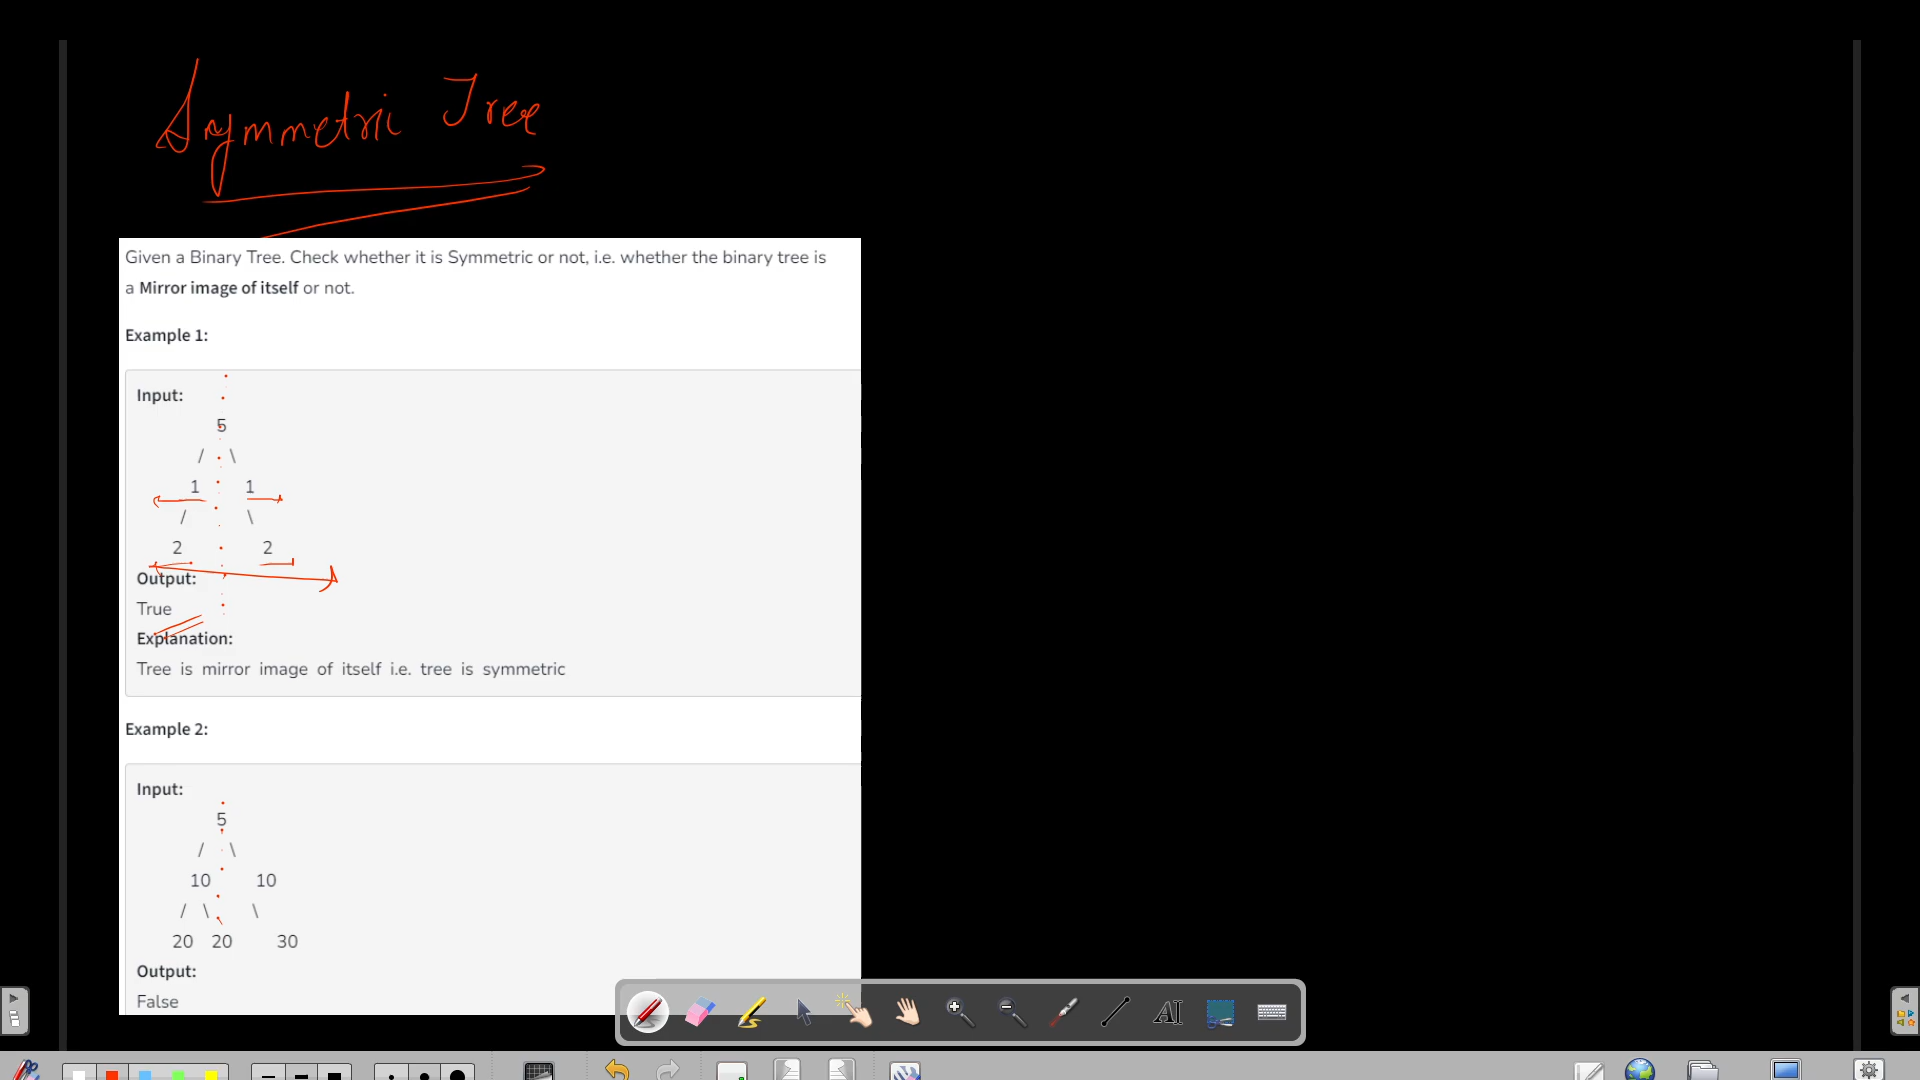 Symmetric Tree
Given a Binary Tree. Check whether it is Symmetric or not, i.e. whether the binary tree is
a Mirror image of itself or not.
Example 1:
Input:
5
/ \
1 1
/ \
2 2
Output:
True
Explanation:
Tree is mirror image of itself i.e. tree is symmetric
Example 2:
Input:
5
/ \
10 10
/ \ \
20 20 30
Output:
False